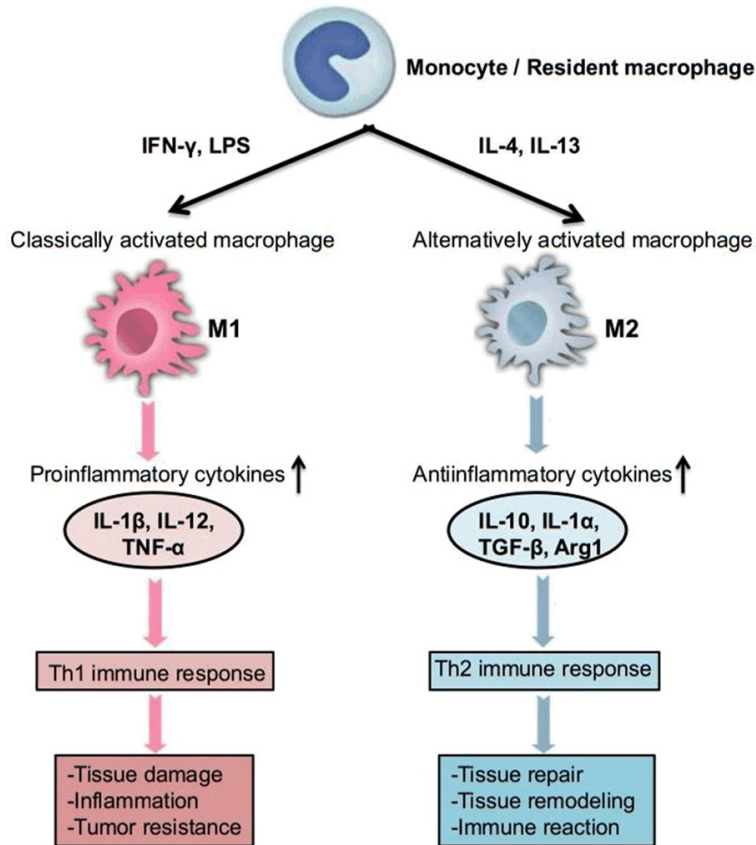 Monocyte / Resident macrophage
IFN-γ, LPS
IL-4, IL-13
Classically activated macrophage
Alternatively activated macrophage
M1
M2
Proinflammatory cytokines
Antiinflammatory cytokines
IL-1β, IL-12,
TNF-α
IL-10, IL-1α,
TGF-β, Arg1
Th1 immune response
Th2 immune response
-Tissue damage
-Inflammation
-Tumor resistance
-Tissue repair
-Tissue remodeling
-Immune reaction